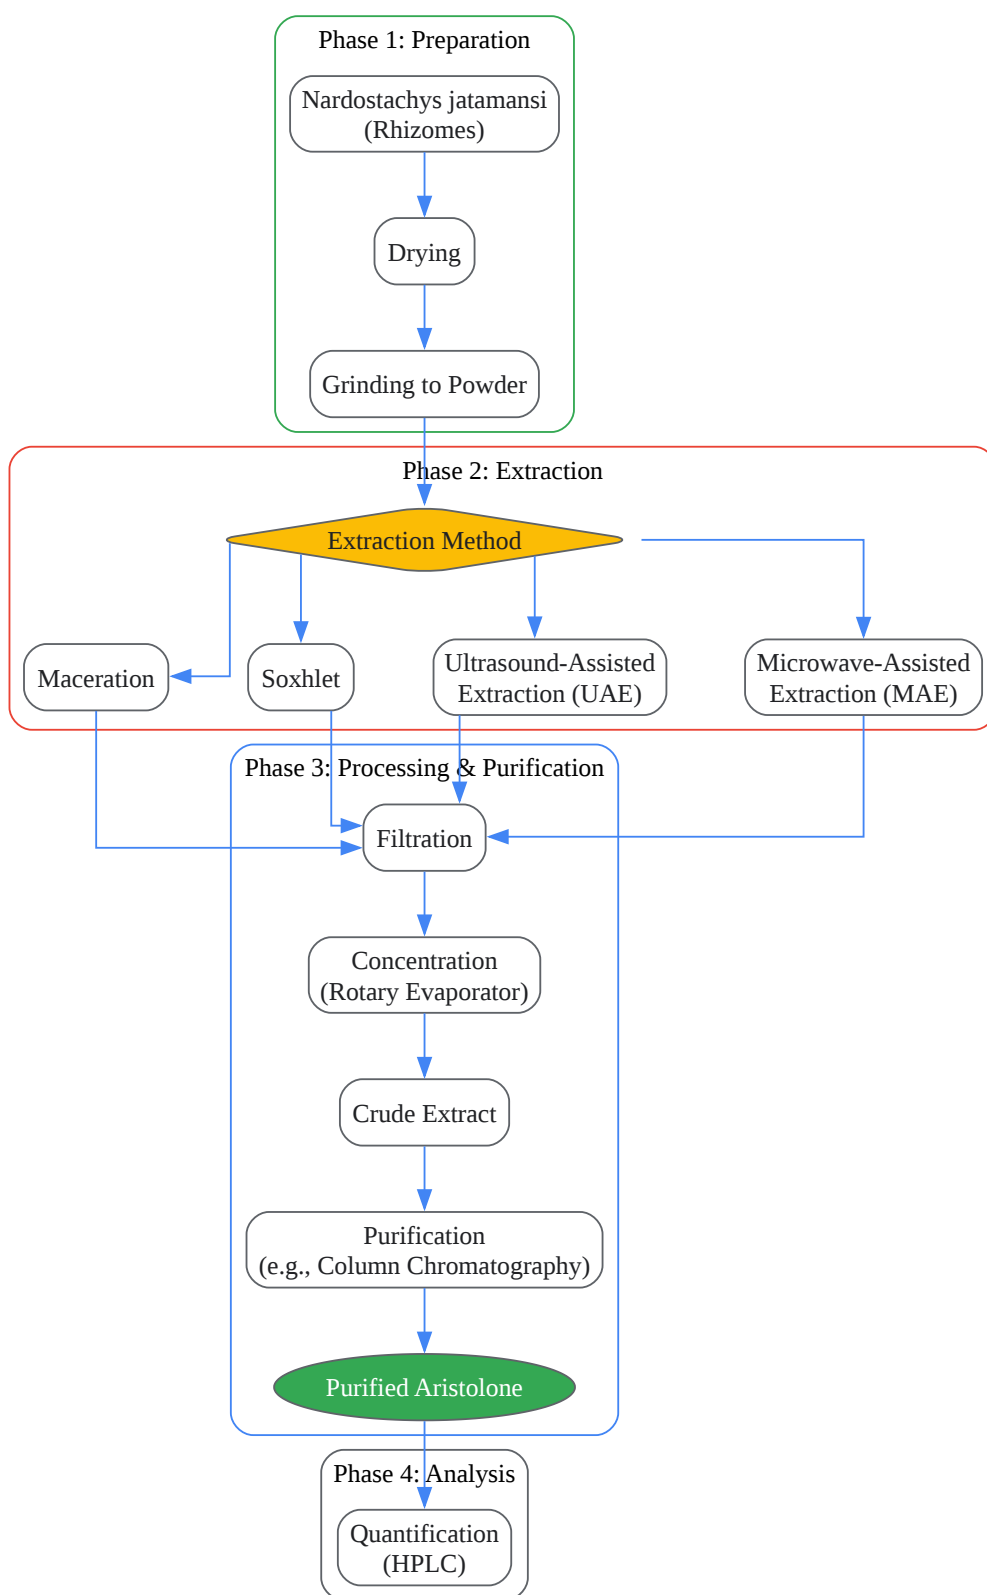 Phase 1: Preparation
Nardostachys jatamansi
(Rhizomes)
Drying
Grinding to Powder
Phase 2: Extraction
Extraction Method
Maceration
Soxhlet
Ultrasound-Assisted
Extraction (UAE)
Microwave-Assisted
Extraction (MAE)
Phase 3: Processing & Purification
Filtration
Concentration
(Rotary Evaporator)
Crude Extract
Purification
(e.g., Column Chromatography)
Purified Aristolone
Phase 4: Analysis
Quantification
(HPLC)